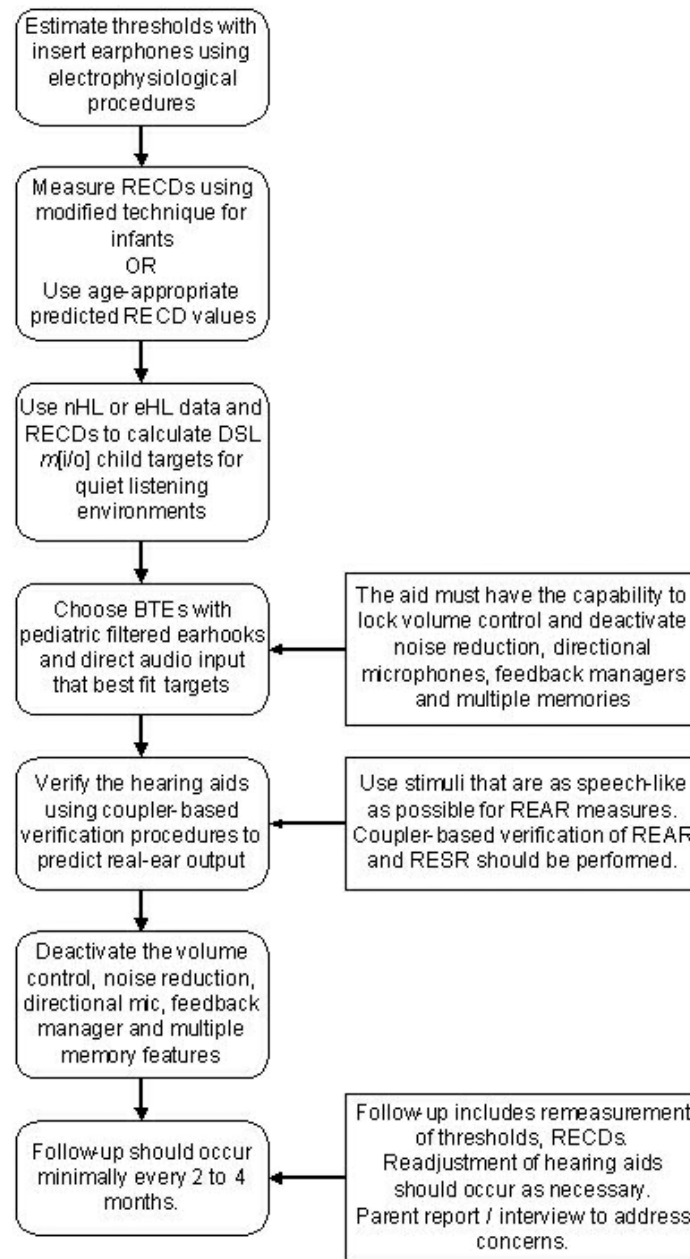 Estimate thresholds with
insert earphones using
electrophysiological
procedures
Measure RECDs using
modified technique for
infants
OR
Use age-appropriate
predicted RECD values
Use nHL or eHL data and
RECDs to calculate DSL
m[i/o] child targets for
quiet listening
environments
Choose BTEs with
pediatric filtered earhooks
and direct audio input
that best fit targets
The aid must have the capability to
lock volume control and deactivate
noise reduction, directional
microphones, feedback managers
and multiple memories
Verify the hearing aids
using coupler-based
verification procedures to
predict real-ear output
Use stimuli that are as speech-like
as possible for REAR measures.
Coupler-based verification of REAR
and RESR should be performed.
Deactivate the volume
control, noise reduction,
directional mic, feedback
manager and multiple
memory features
Follow-up should occur
minimally every 2 to 4
months.
Follow-up includes remeasurement
of thresholds, RECDs.
Readjustment of hearing aids
should occur as necessary.
Parent report / interview to address
concerns.